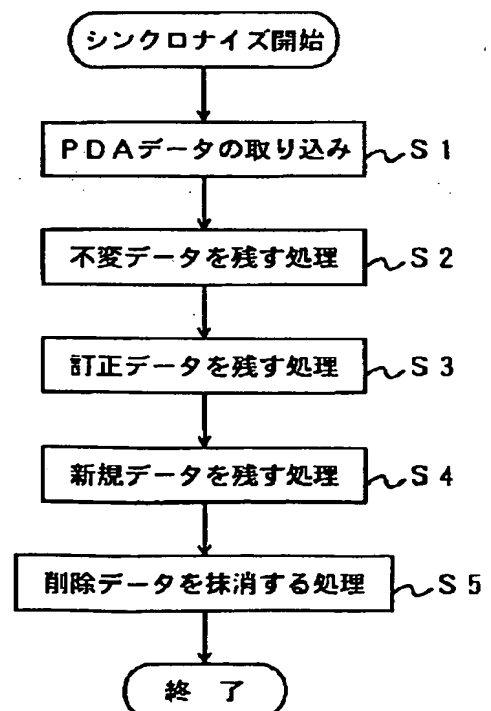 シンクロナイズ開始
PDAデータの取り込み S1
不変データを残す処理 S2
訂正データを残す処理 S3
新規データを残す処理 S4
削除データを抹消する処理 S5
終 了